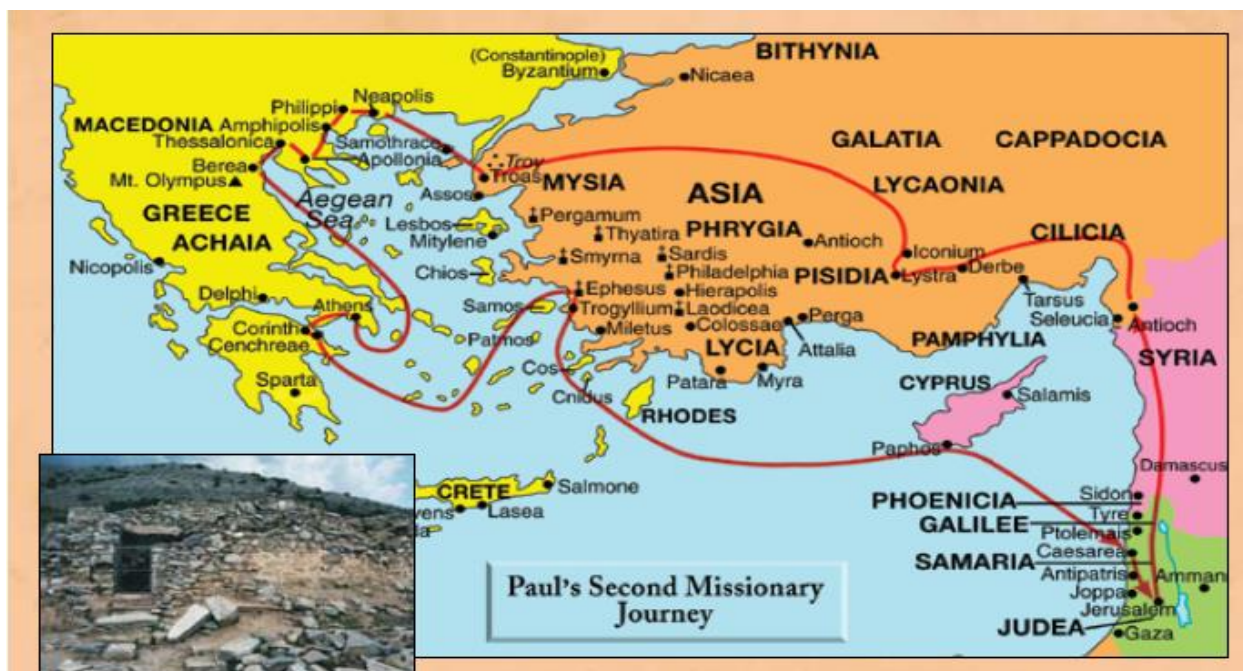 (Constantinople)
Byzantium
BITHYNIA
Nicaea
Neapolis
Philippi
MACEDONIA
Amphipolis
Thessalonica
Samothrace
Apollonia
GALATIA
CAPPADOCIA
Berea
Troy
Troas
Mt. Olympus
MYSIA
ASIA
LYCAONIA
Assos
Aegean
Sea
GREECE
ACHAIA
Lesbos
Mitylene
Pergamum
Thyatira
PHRYGIA
Antioch
CILICIA
Iconium
Nicopolis
Chios
Smyrna
Sardis
Philadelphia
PISIDIA
Lystra
Derbe
Delphi
Athens
Samos
Ephesus
Hierapolis
Tarsus
Trogyllium
Laodicea
Perga
Seleucia
Antioch
Corinth
Cenchreae
Patmos
Miletus
Colossae
Attalia
PAMPHYLIA
LYCIA
SYRIA
Sparta
Cos
Cnidus
Patara
Myra
CYPRUS
Salamis
RHODES
Paphos
Damascus
CRETE
Salmone
Lasea
PHOENICIA
Sidon
GALILEE
Tyre
Ptolemais
SAMARIA
Caesarea
Antipatris
Amman
Joppa
Jerusalem
JUDEA
Gaza
Paul's Second Missionary
Journey